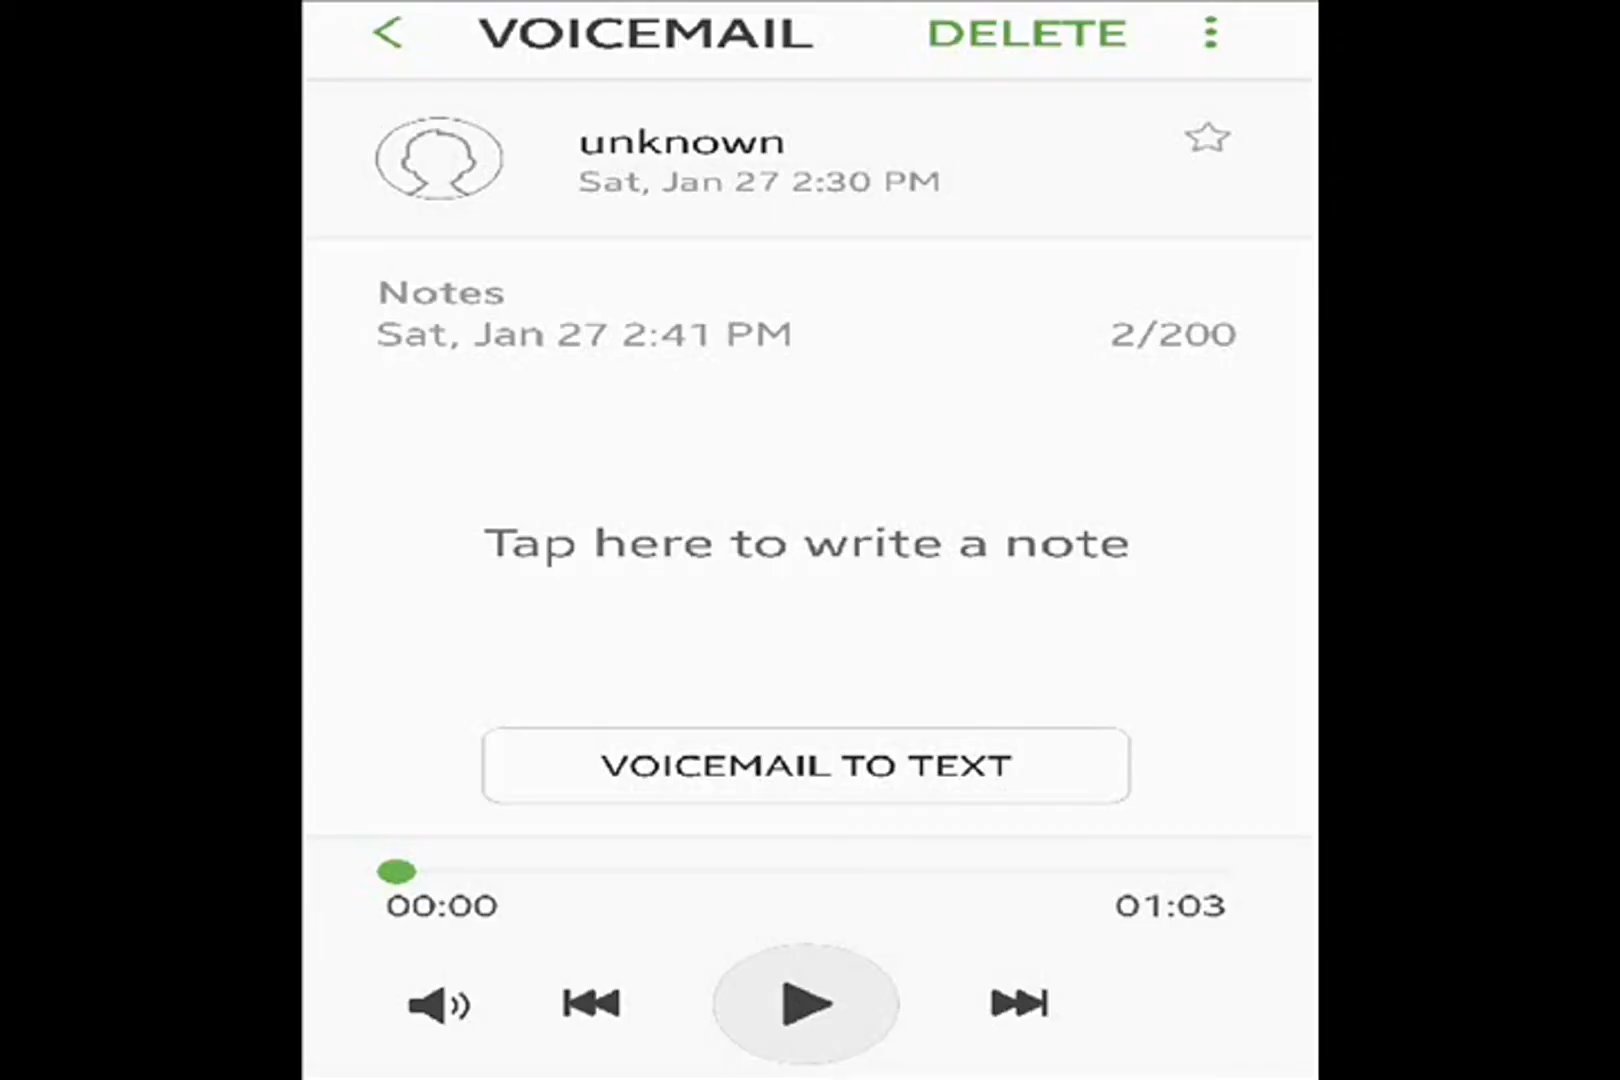 VOICEMAIL DELETE
unknown
Sat, Jan 27 2:30 PM
Notes
Sat, Jan 27 2:41 PM 2/200
Tap here to write a note
VOICEMAIL TO TEXT
00:00 01:03